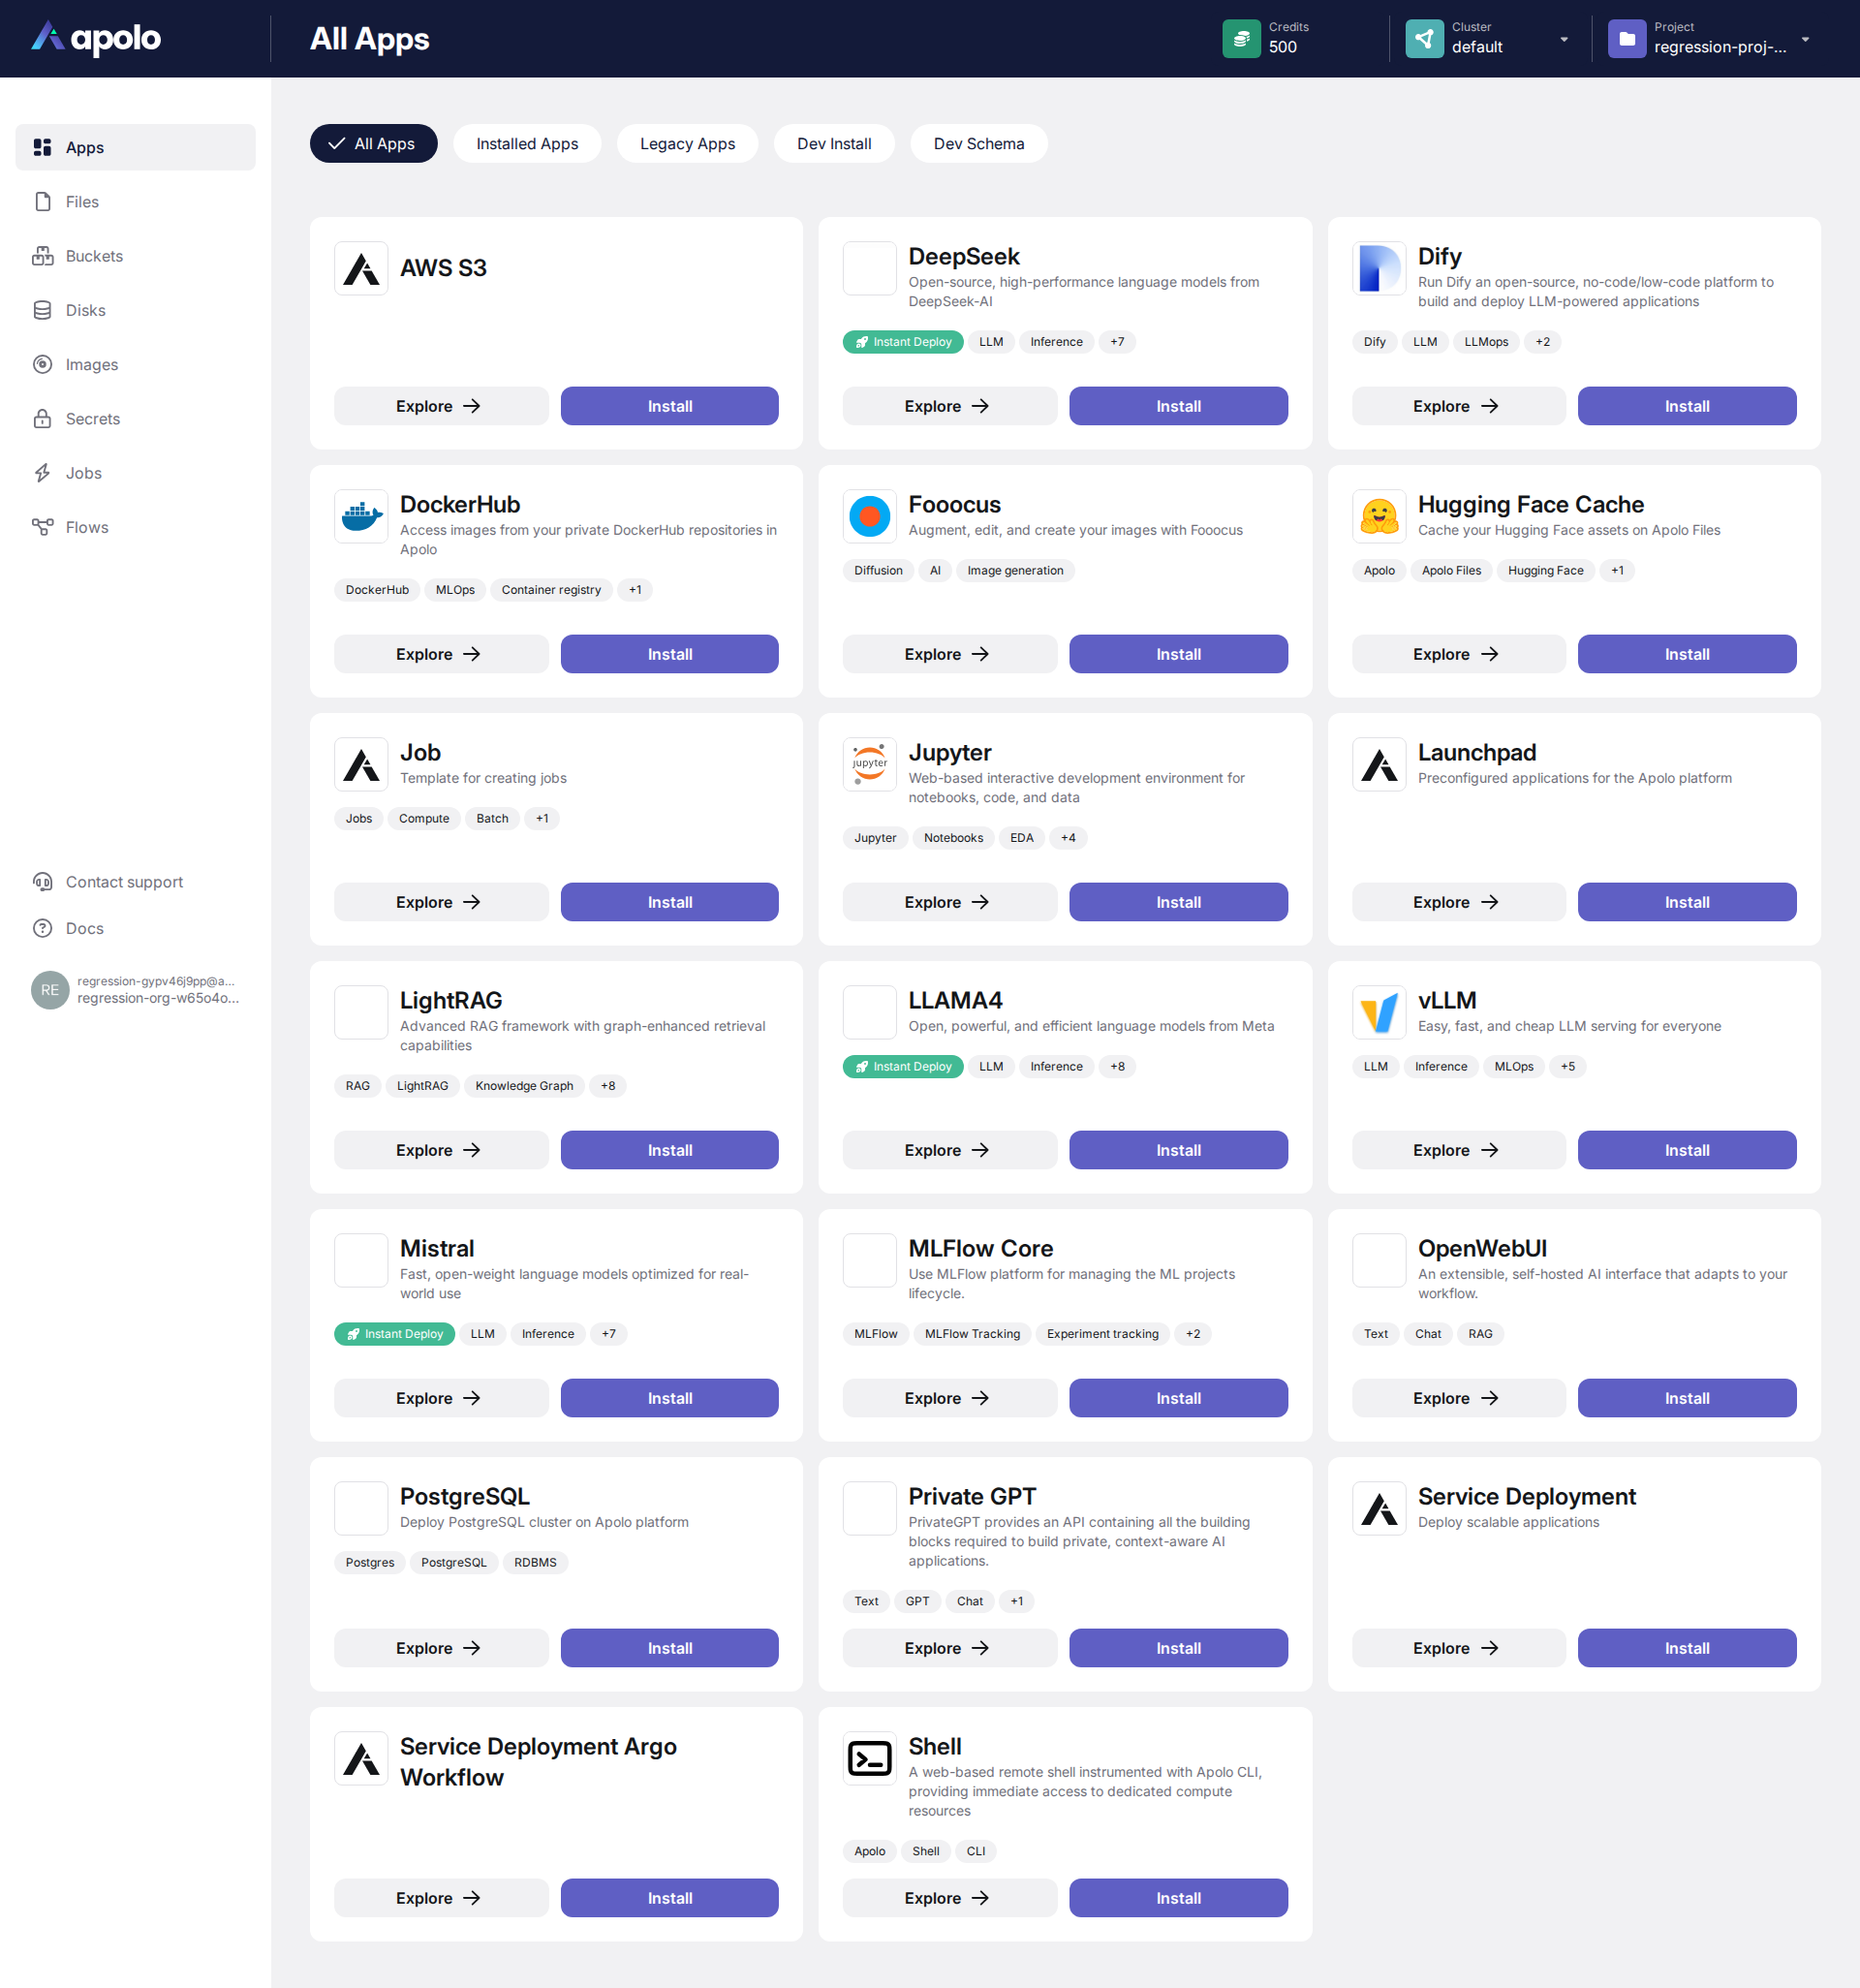 apolo
All Apps
Credits
500
Cluster
default
Project
regression-proj-...
Apps
Files
Buckets
Disks
Images
Secrets
Jobs
Flows
Contact support
Docs
RE
regression-gypv46j9pp@a...
regression-org-w65o4o...
All Apps
Installed Apps
Legacy Apps
Dev Install
Dev Schema
AWS S3
Explore
Install
DeepSeek
Open-source, high-performance language models from
DeepSeek-AI
Instant Deploy LLM Inference +7
Explore
Install
Dify
Run Dify an open-source, no-code/low-code platform to
build and deploy LLM-powered applications
Dify LLM LLMops +2
Explore
Install
DockerHub
Access images from your private DockerHub repositories in
Apolo
DockerHub MLOps Container registry +1
Explore
Install
Fooocus
Augment, edit, and create your images with Fooocus
Diffusion AI Image generation
Explore
Install
Hugging Face Cache
Cache your Hugging Face assets on Apolo Files
Apolo Apolo Files Hugging Face +1
Explore
Install
Job
Template for creating jobs
Jobs Compute Batch +1
Explore
Install
jupyter
Jupyter
Web-based interactive development environment for
notebooks, code, and data
Jupyter Notebooks EDA +4
Explore
Install
Launchpad
Preconfigured applications for the Apolo platform
Explore
Install
LightRAG
Advanced RAG framework with graph-enhanced retrieval
capabilities
RAG LightRAG Knowledge Graph +8
Explore
Install
LLAMA4
Open, powerful, and efficient language models from Meta
Instant Deploy LLM Inference +8
Explore
Install
vLLM
Easy, fast, and cheap LLM serving for everyone
LLM Inference MLOps +5
Explore
Install
Mistral
Fast, open-weight language models optimized for real-
world use
Instant Deploy LLM Inference +7
Explore
Install
MLFlow Core
Use MLFlow platform for managing the ML projects
lifecycle.
MLFlow MLFlow Tracking Experiment tracking +2
Explore
Install
OpenWebUI
An extensible, self-hosted AI interface that adapts to your
workflow.
Text Chat RAG
Explore
Install
PostgreSQL
Deploy PostgreSQL cluster on Apolo platform
Postgres PostgreSQL RDBMS
Explore
Install
Private GPT
PrivateGPT provides an API containing all the building
blocks required to build private, context-aware AI
applications.
Text GPT Chat +1
Explore
Install
Service Deployment
Deploy scalable applications
Explore
Install
Service Deployment Argo
Workflow
Explore
Install
Shell
A web-based remote shell instrumented with Apolo CLI,
providing immediate access to dedicated compute
resources
Apolo Shell CLI
Explore
Install